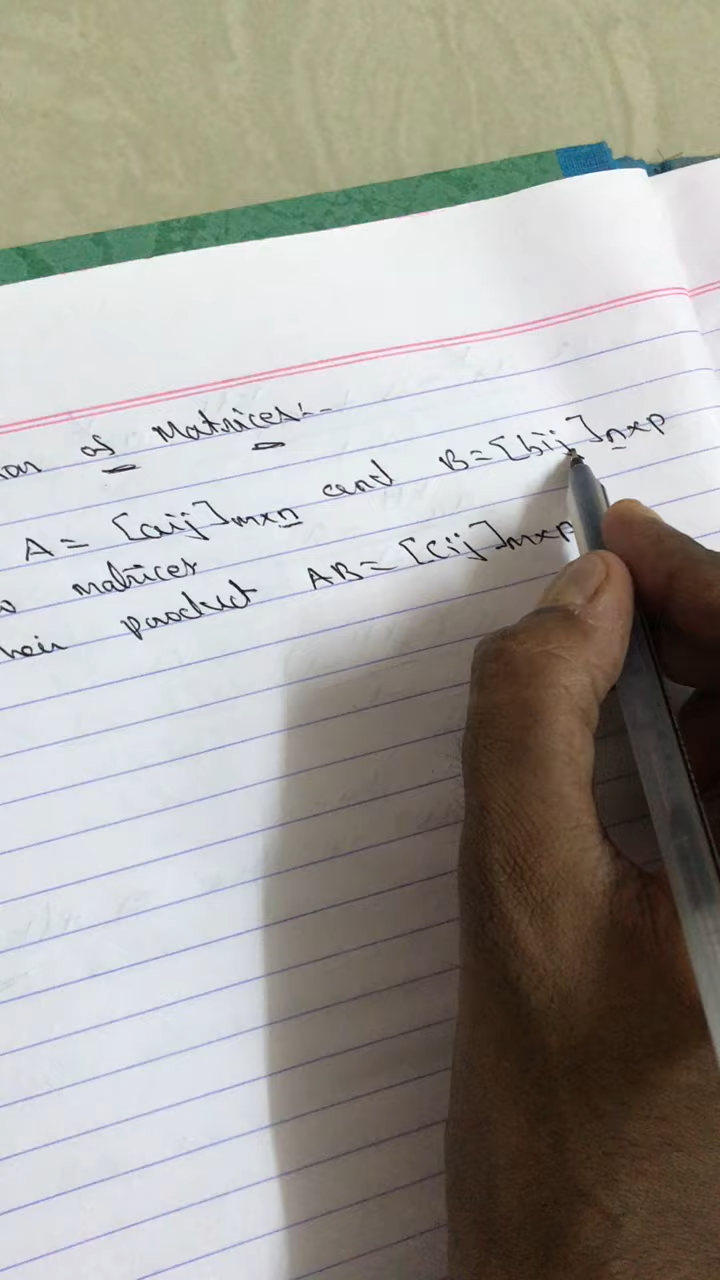 of Matrices:-
A = [aij]m×n and B = [bij]n×p
matrices
product AB = [cij]m×p